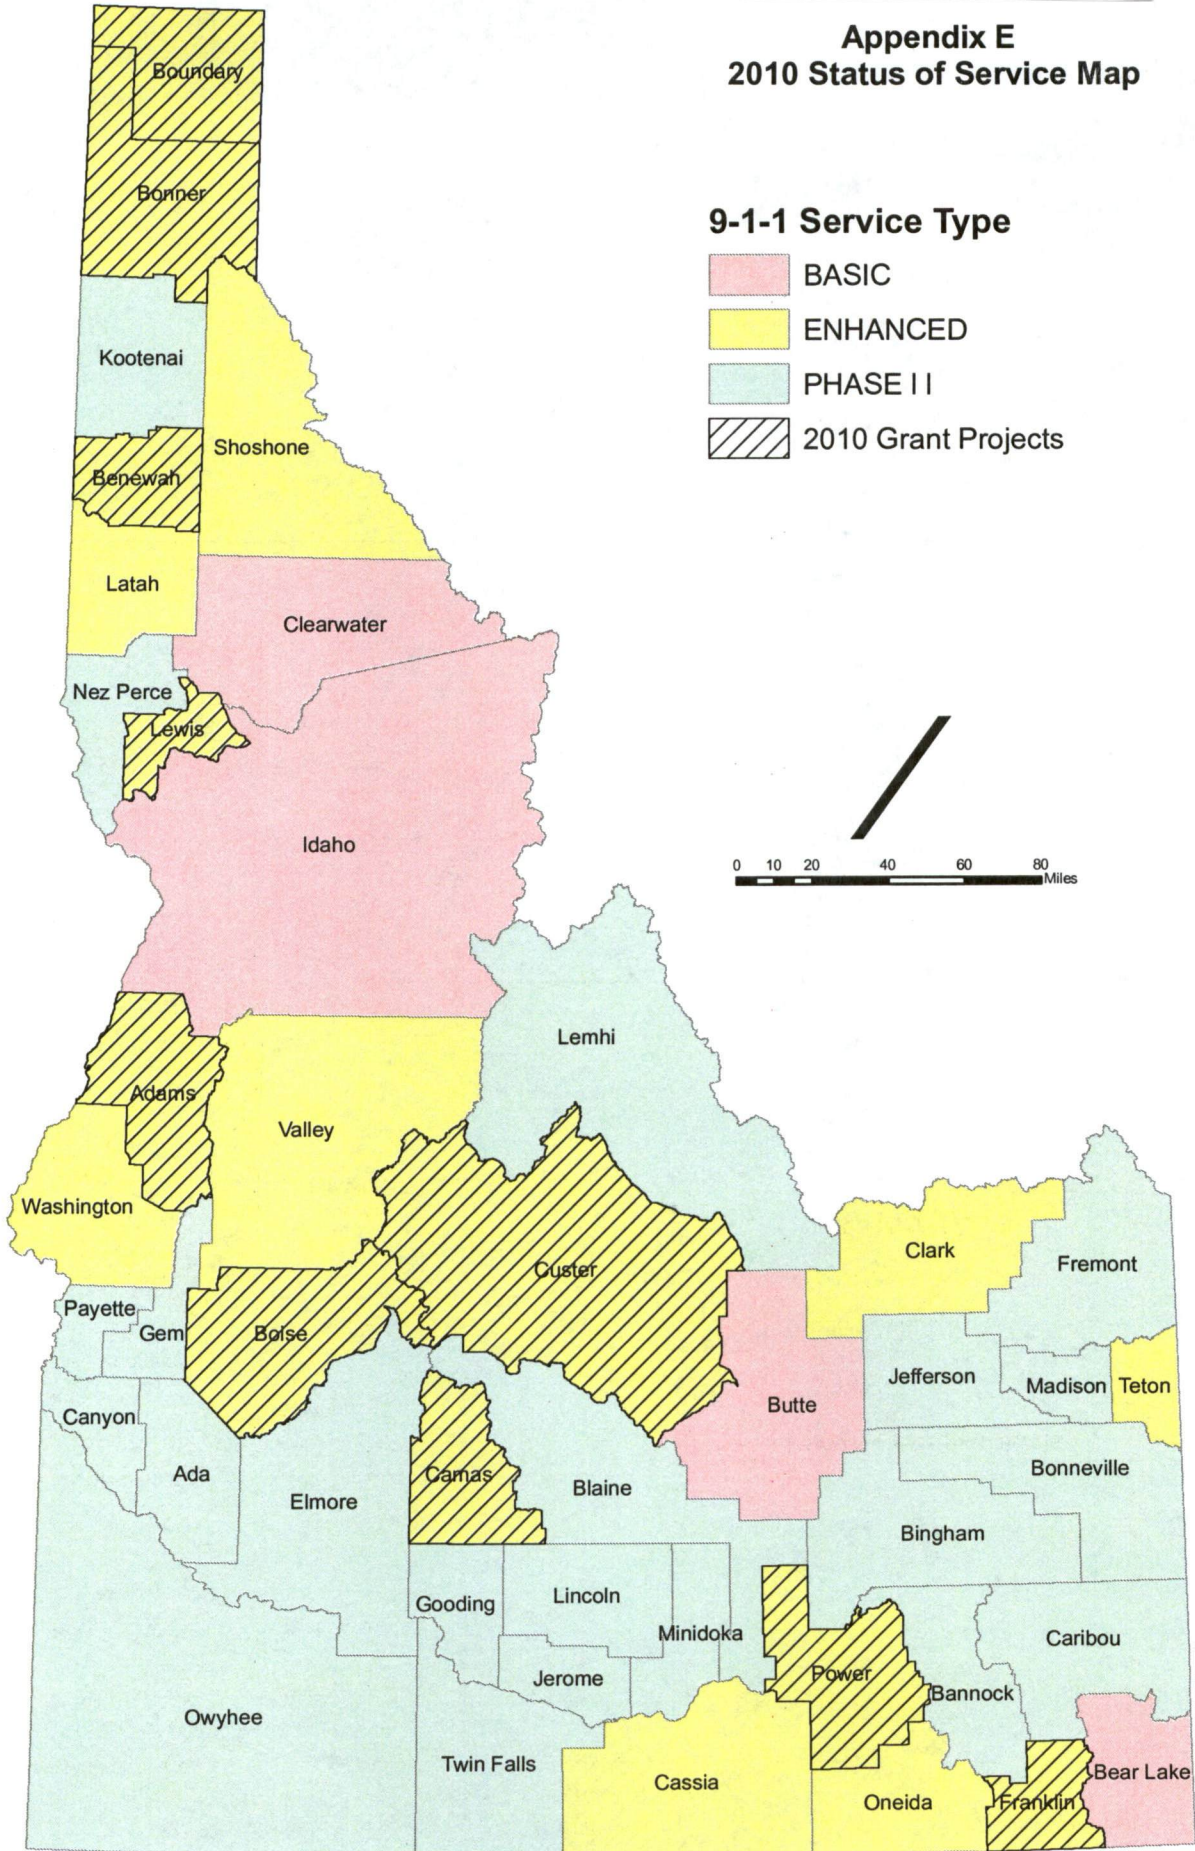 Appendix E
2010 Status of Service Map
9-1-1 Service Type
BASIC
ENHANCED
PHASE I I
2010 Grant Projects
Boundary
Bonner
Kootenai
Shoshone
Benewah
Latah
Clearwater
Nez Perce
Lewis
Idaho
0 10 20 40 60 80
Miles
Lemhi
Adams
Valley
Washington
Clark
Fremont
Custer
Payette
Gem
Boise
Jefferson
Madison
Teton
Butte
Canyon
Ada
Camas
Blaine
Bonneville
Elmore
Bingham
Gooding
Lincoln
Minidoka
Caribou
Jerome
Power
Bannock
Owyhee
Twin Falls
Cassia
Bear Lake
Oneida
Franklin